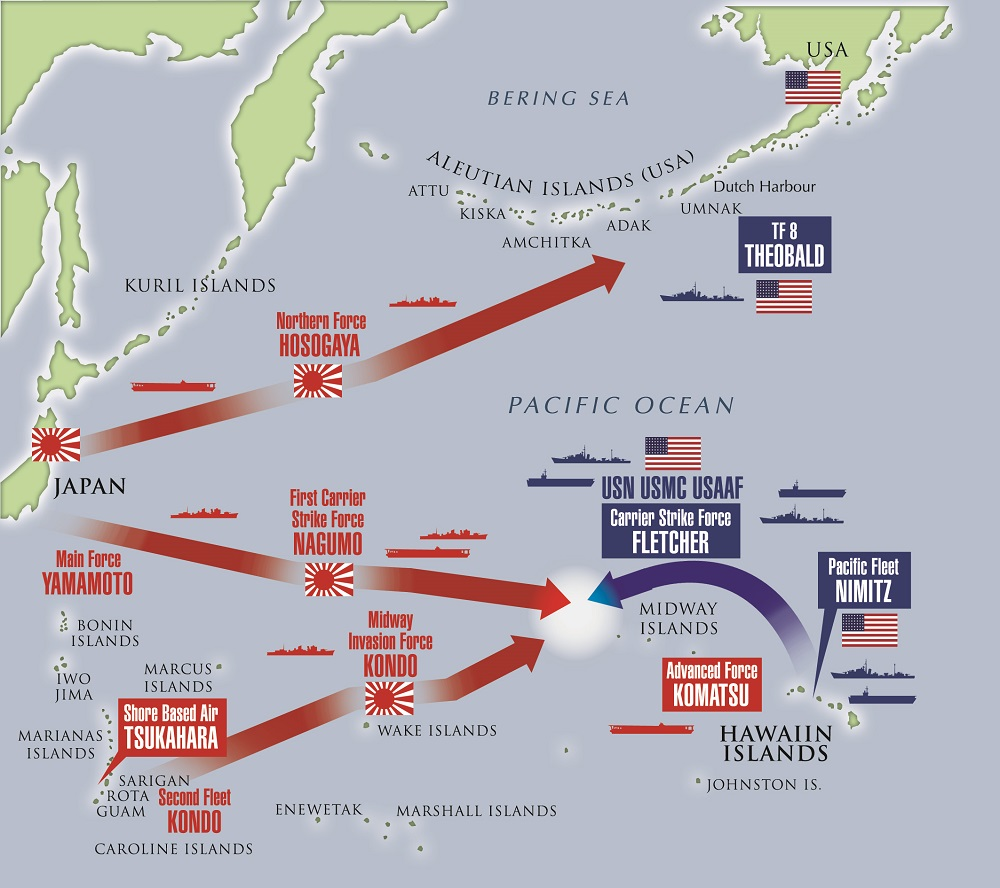 USA
BERING SEA
ALEUTIAN ISLANDS (USA)
ATTU
KISKA
AMCHITKA
ADAK
UMNAK
Dutch Harbour
TF 8
THEOBALD
KURIL ISLANDS
Northern Force
HOSOGAYA
PACIFIC OCEAN
JAPAN
USN USMC USAAF
Carrier Strike Force
FLETCHER
First Carrier
Strike Force
NAGUMO
Main Force
YAMAMOTO
Pacific Fleet
NIMITZ
MIDWAY
ISLANDS
BONIN
ISLANDS
Midway
Invasion Force
KONDO
IWO
JIMA
MARCUS
ISLANDS
Advanced Force
KOMATSU
Shore Based Air
TSUKAHARA
MARIANAS
ISLANDS
WAKE ISLANDS
HAWAIIN
ISLANDS
SARIGAN
ROTA
GUAM
Second Fleet
KONDO
JOHNSTON IS.
ENEWETAK
MARSHALL ISLANDS
CAROLINE ISLANDS